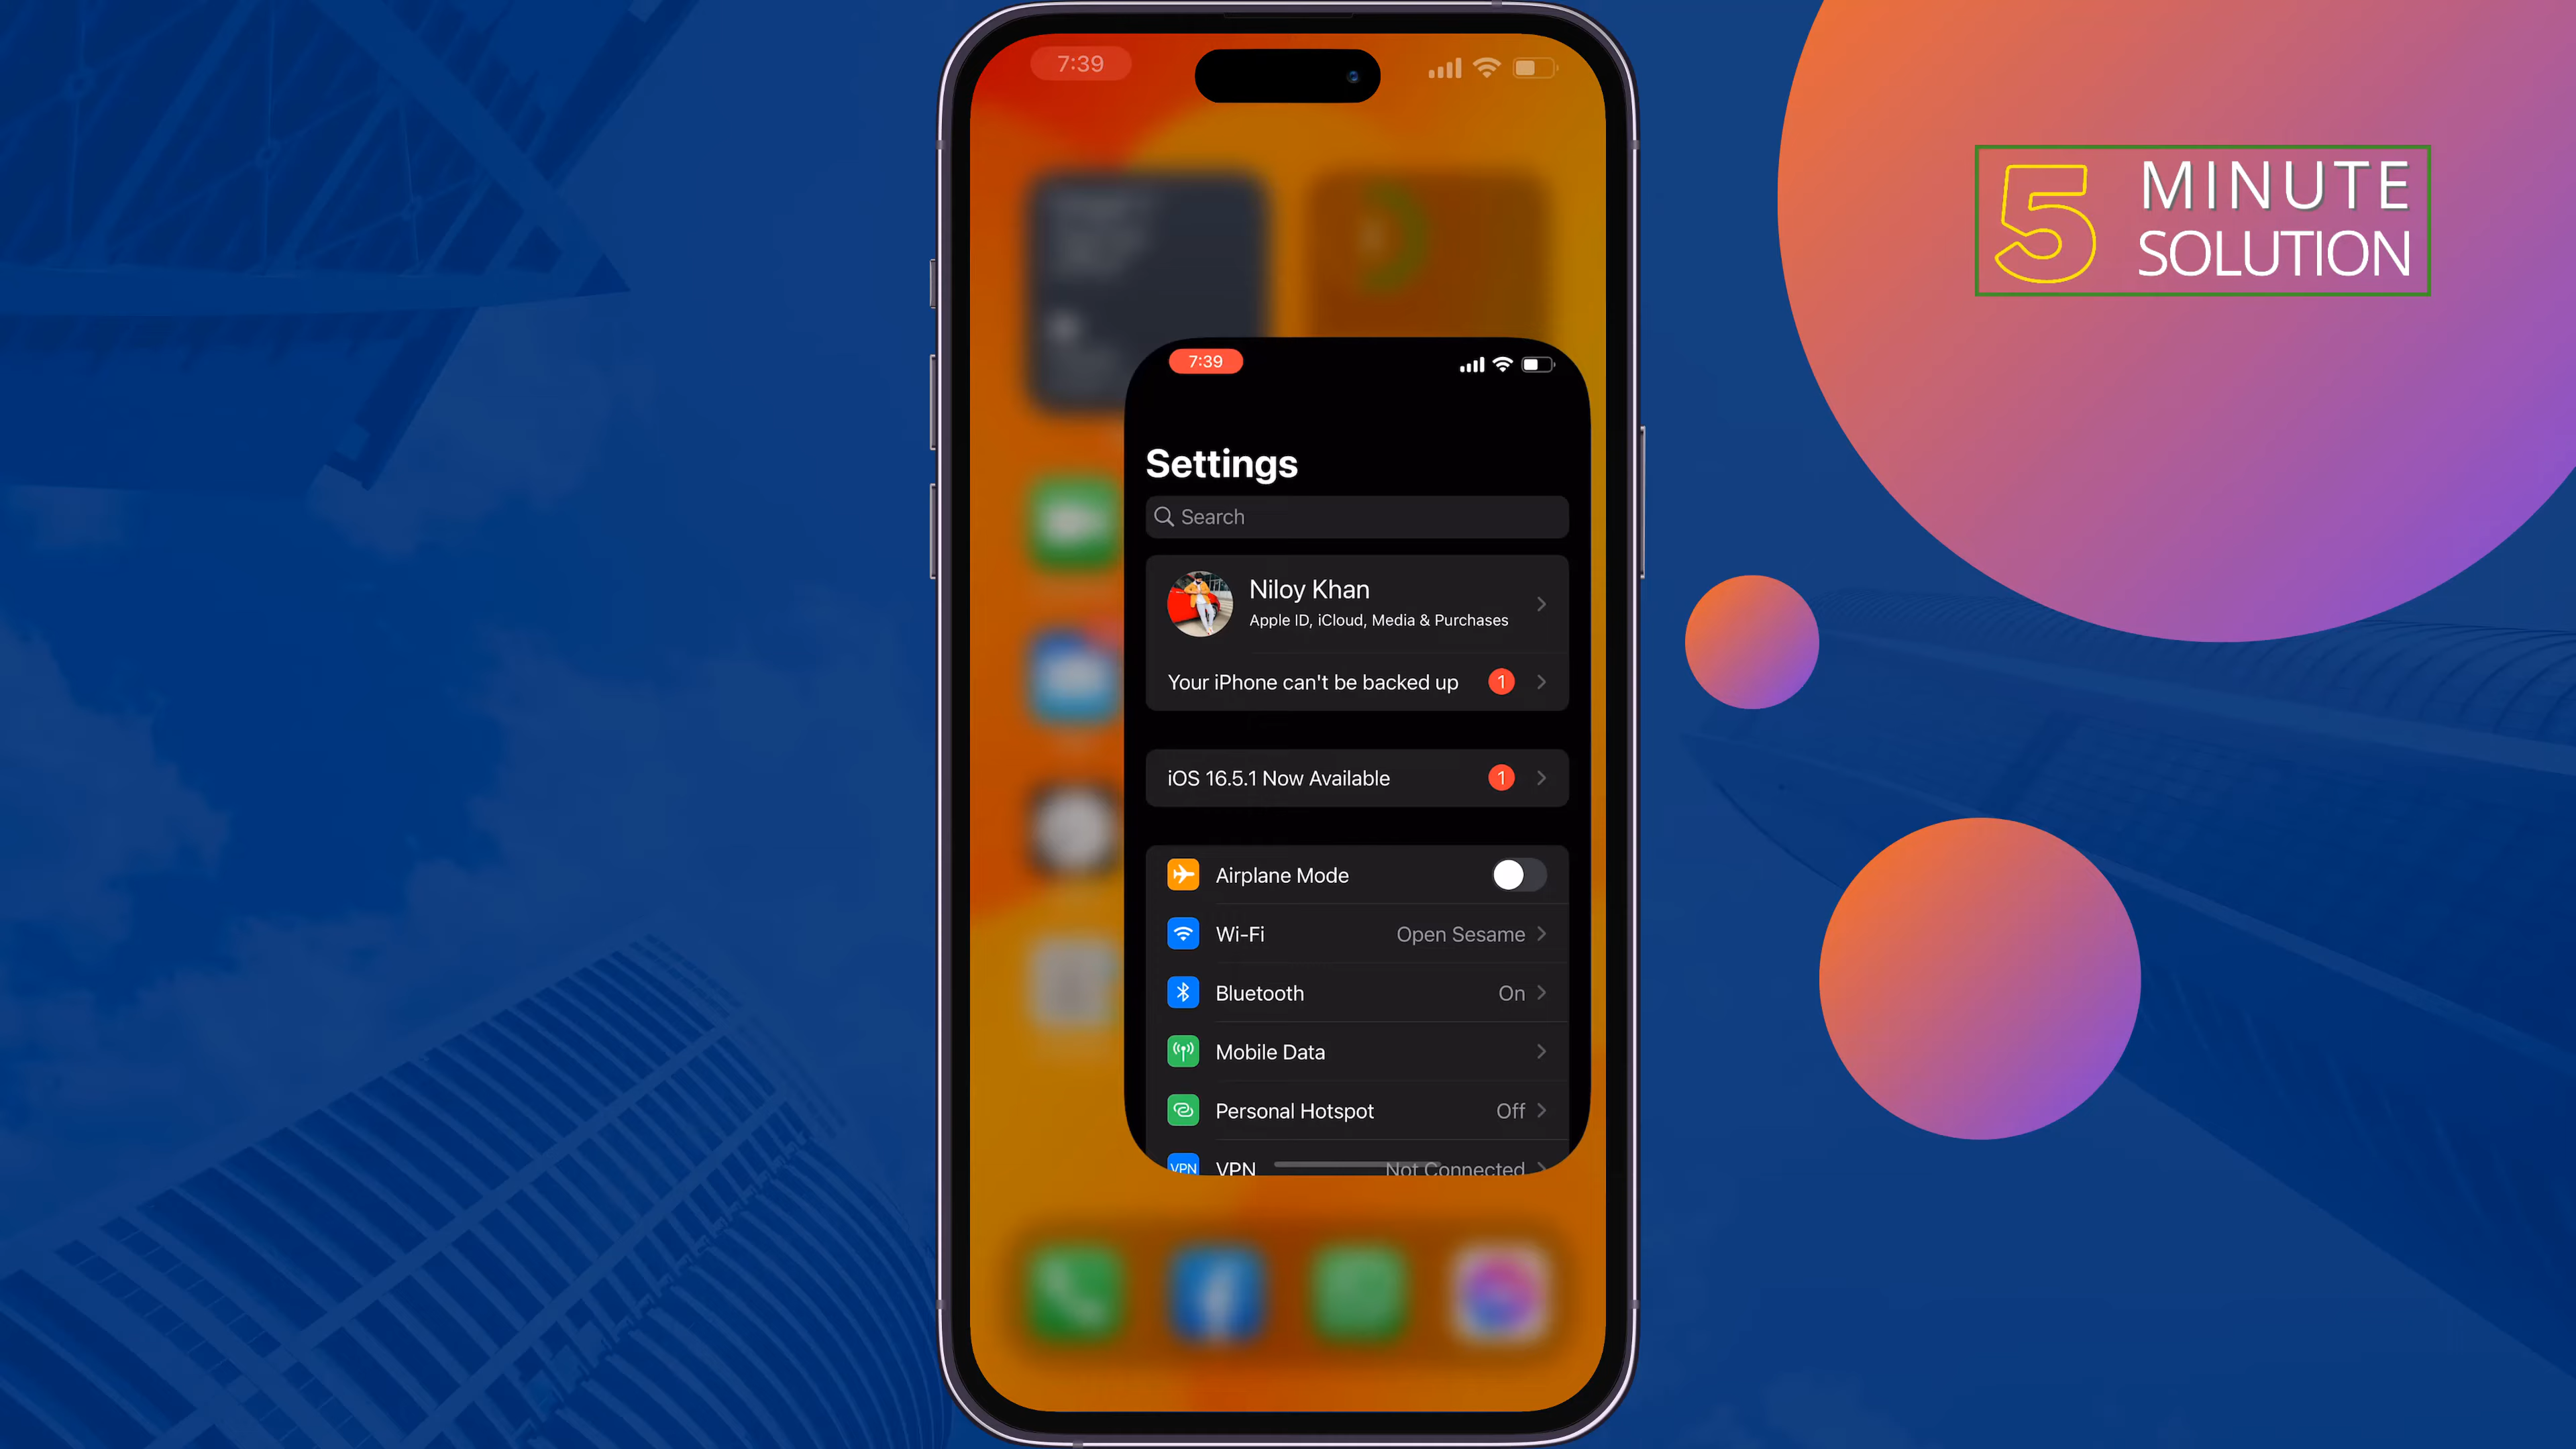 7:39
5 MINUTE
SOLUTION
7:39
Settings
Search
Niloy Khan
Apple ID, iCloud, Media & Purchases
Your iPhone can't be backed up 1
iOS 16.5.1 Now Available 1
Airplane Mode
Wi-Fi Open Sesame
Bluetooth On
Mobile Data
Personal Hotspot Off
VPN VPN Not Connected